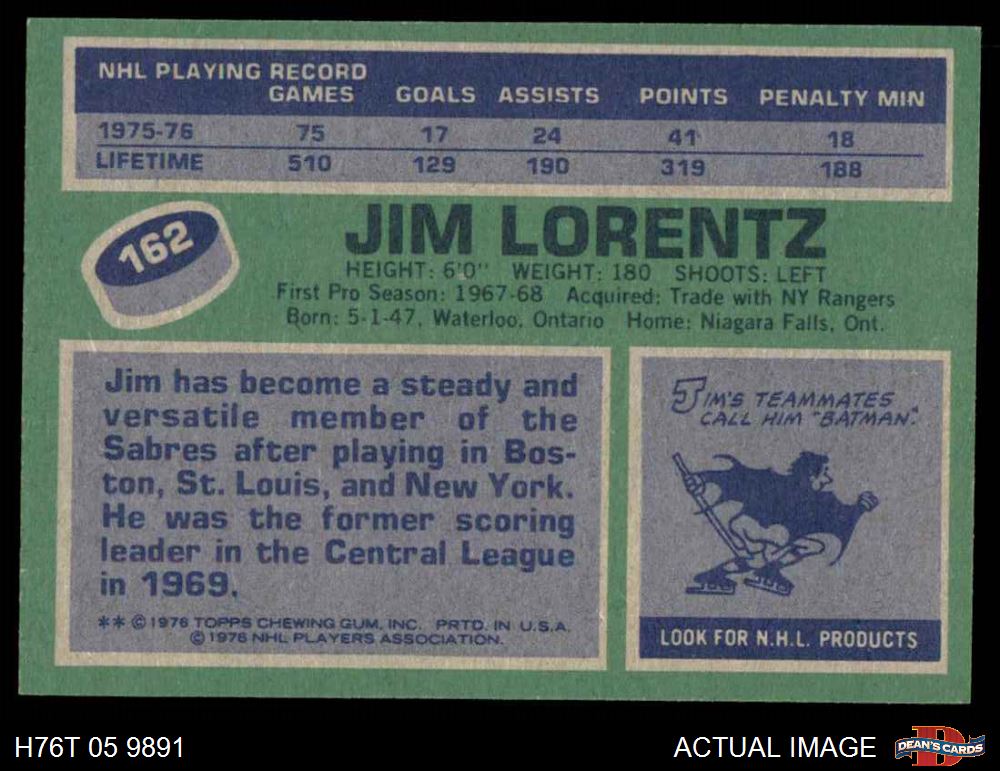 NHL PLAYING RECORD
GAMES GOALS ASSISTS POINTS PENALTY MIN
1975-76 75 17 24 41 18
LIFETIME 510 129 190 319 188
162
JIM LORENTZ
HEIGHT: 6'0" WEIGHT: 180 SHOOTS: LEFT
First Pro Season: 1967-68 Acquired: Trade with NY Rangers
Born: 5-1-47, Waterloo, Ontario Home: Niagara Falls, Ont.
Jim has become a steady and
versatile member of the
Sabres after playing in Bos-
ton, St. Louis, and New York.
He was the former scoring
leader in the Central League
in 1969.
** © 1976 TOPPS CHEWING GUM, INC. PRTD. IN U.S.A.
© 1976 NHL PLAYERS ASSOCIATION.
JIM'S TEAMMATES
CALL HIM "BATMAN".
LOOK FOR N.H.L. PRODUCTS
H76T 05 9891
ACTUAL IMAGE
D
DEAN'S CARDS